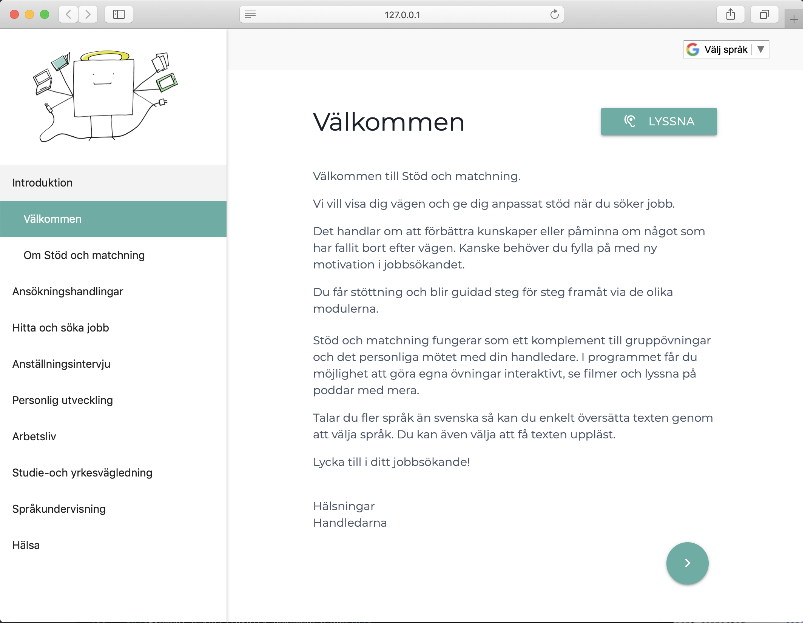 127.0.0.1
Välj språk
Introduktion
Välkommen
Om Stöd och matchning
Ansökningshandlingar
Hitta och söka jobb
Anställningsintervju
Personlig utveckling
Arbetsliv
Studie-och yrkesvägledning
Språkundervisning
Hälsa
Välkommen
LYSSNA
Välkommen till Stöd och matchning.
Vi vill visa dig vägen och ge dig anpassat stöd när du söker jobb.
Det handlar om att förbättra kunskaper eller påminna om något som
har fallit bort efter vägen. Kanske behöver du fylla på med ny
motivation i jobbsökandet.
Du får stöttning och blir guidad steg för steg framåt via de olika
modulerna.
Stöd och matchning fungerar som ett komplement till gruppövningar
och det personliga mötet med din handledare. I programmet får du
möjlighet att göra egna övningar interaktivt, se filmer och lyssna på
poddar med mera.
Talar du fler språk än svenska så kan du enkelt översätta texten genom
att välja språk. Du kan även välja att få texten uppläst.
Lycka till i ditt jobbsökande!
Hälsningar
Handledarna